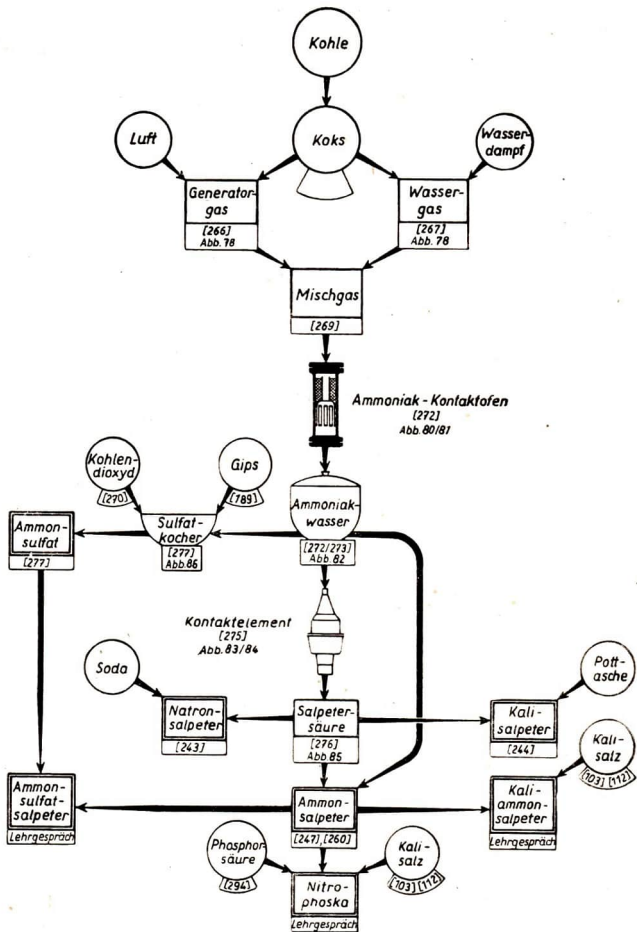 Kohle
Luft
Koks
Wasser-
dampf
Generator-
gas
[266]
Abb. 78
Wasser-
gas
[267]
Abb. 78
Mischgas
[269]
Ammoniak - Kontaktofen
[272]
Abb. 80/81
Kohlen-
dioxyd
[270]
Gips
[189]
Ammoniak-
wasser
[272/273]
Abb. 82
Sulfat-
kocher
[277]
Abb. 86
Ammon-
sulfat
[277]
Kontaktelement
[275]
Abb. 83/84
Soda
Pott-
asche
Natron-
salpeter
[243]
Salpeter-
säure
[276]
Abb. 85
Kali-
salpeter
[244]
Kali-
salz
[103] [112]
Ammon-
sulfat-
salpeter
Lehrgespräch
Ammon-
salpeter
[247], [260]
Kali-
ammon-
salpeter
Lehrgespräch
Phosphor-
säure
[294]
Kali-
salz
[103] [112]
Nitro-
phoska
Lehrgespräch